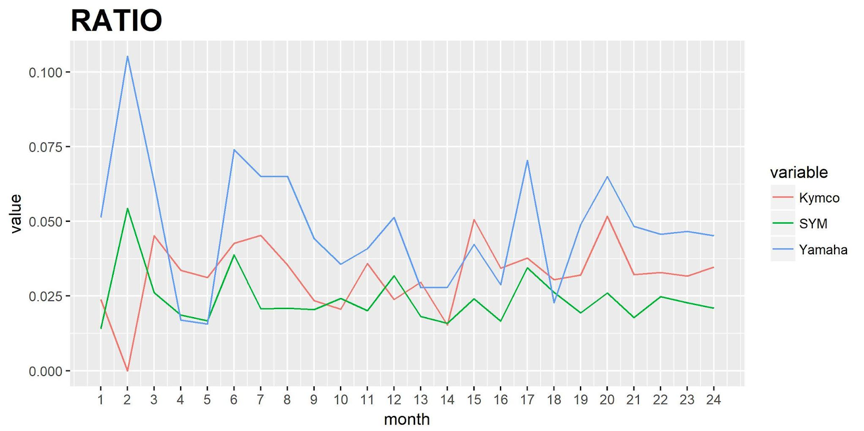 RATIO
0.100
0.075
0.050
0.025
0.000
value
1 2 3 4 5 6 7 8 9 10 11 12 13 14 15 16 17 18 19 20 21 22 23 24
month
variable
Kymco
SYM
Yamaha